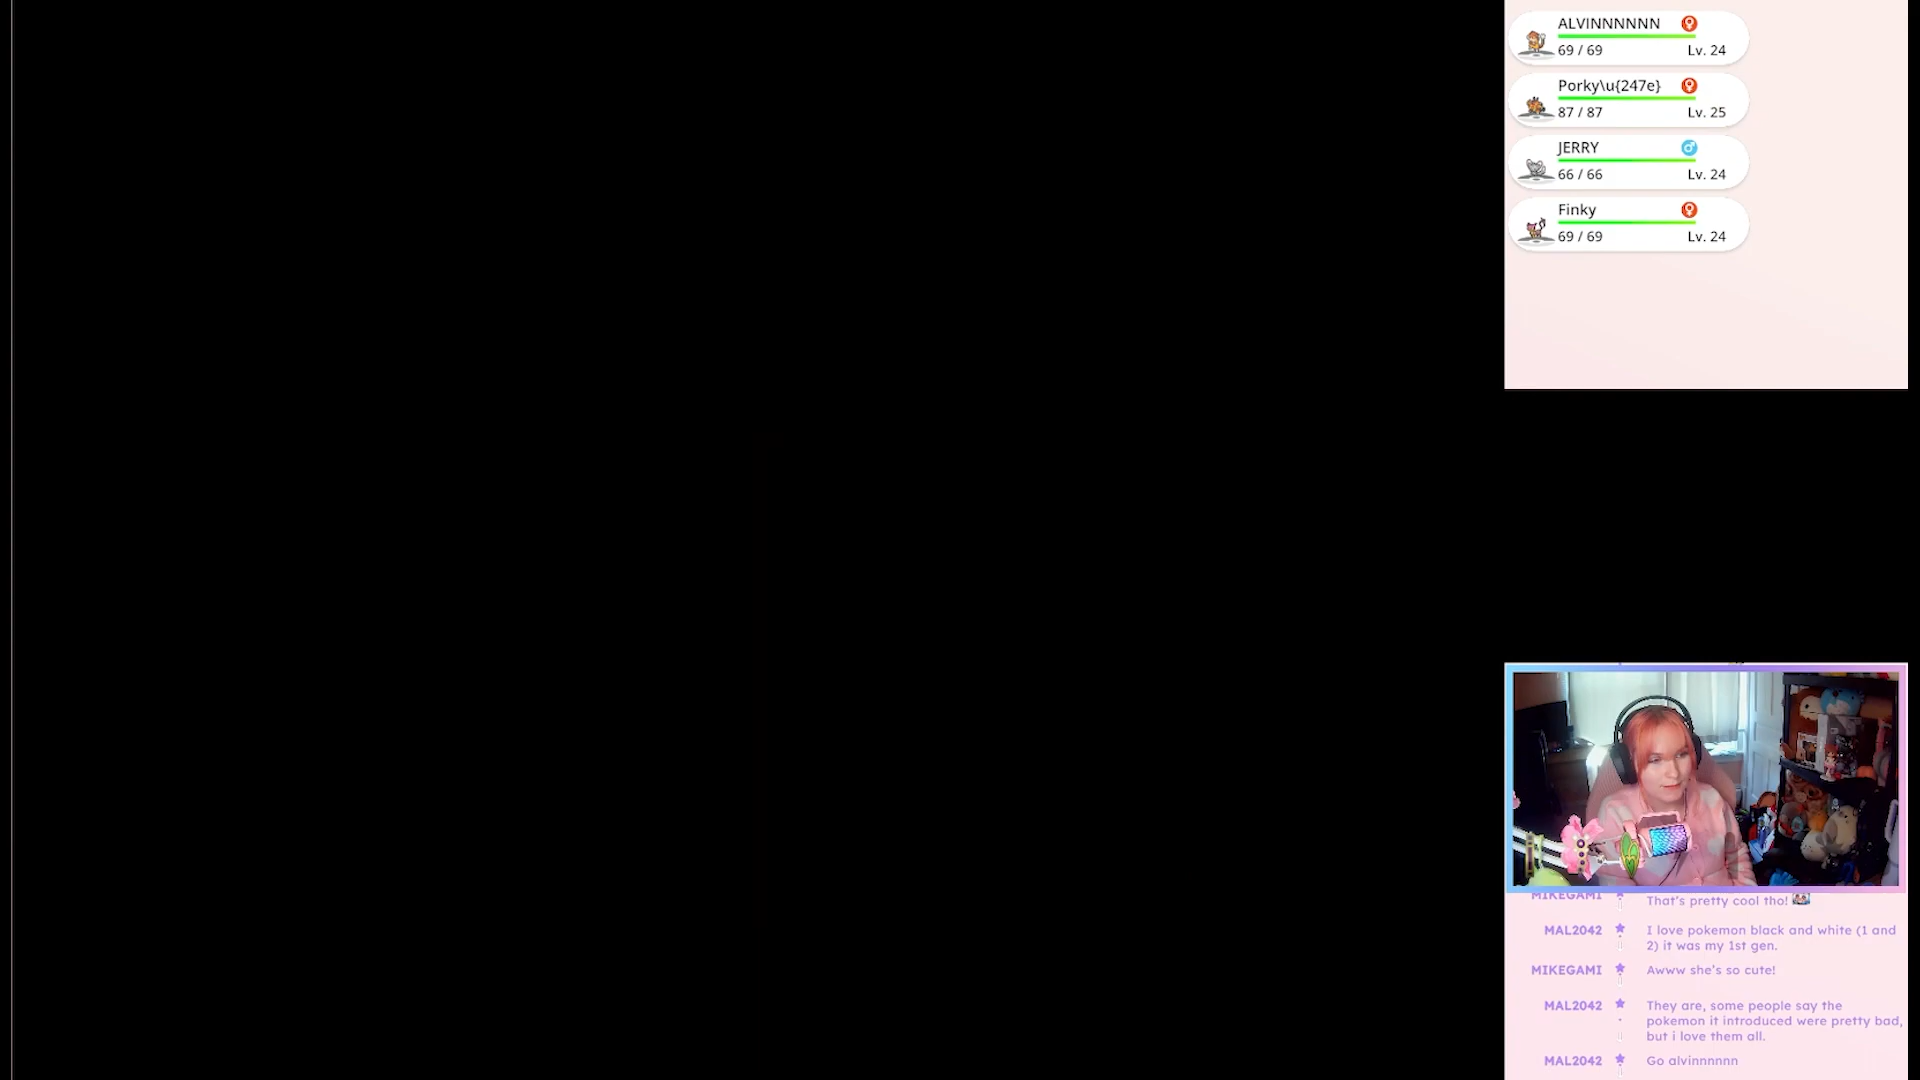 ALVINNNNNN
69 / 69 Lv. 24
Porky\u{247e}
87 / 87 Lv. 25
JERRY
66 / 66 Lv. 24
Finky
69 / 69 Lv. 24
MIKEGAMI That's pretty cool tho!
MAL2042 I love pokemon black and white (1 and
2) it was my 1st gen.
MIKEGAMI Awww she's so cute!
MAL2042 They are, some people say the
pokemon it introduced were pretty bad,
but i love them all.
MAL2042 Go alvinnnnnn